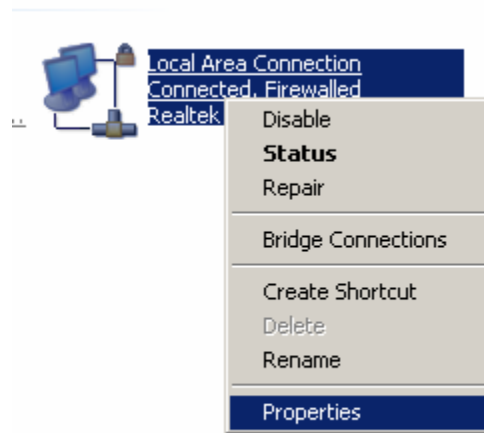 Local Area Connection
Connected, Firewalled
Realtek
Disable
Status
Repair
Bridge Connections
Create Shortcut
Delete
Rename
Properties